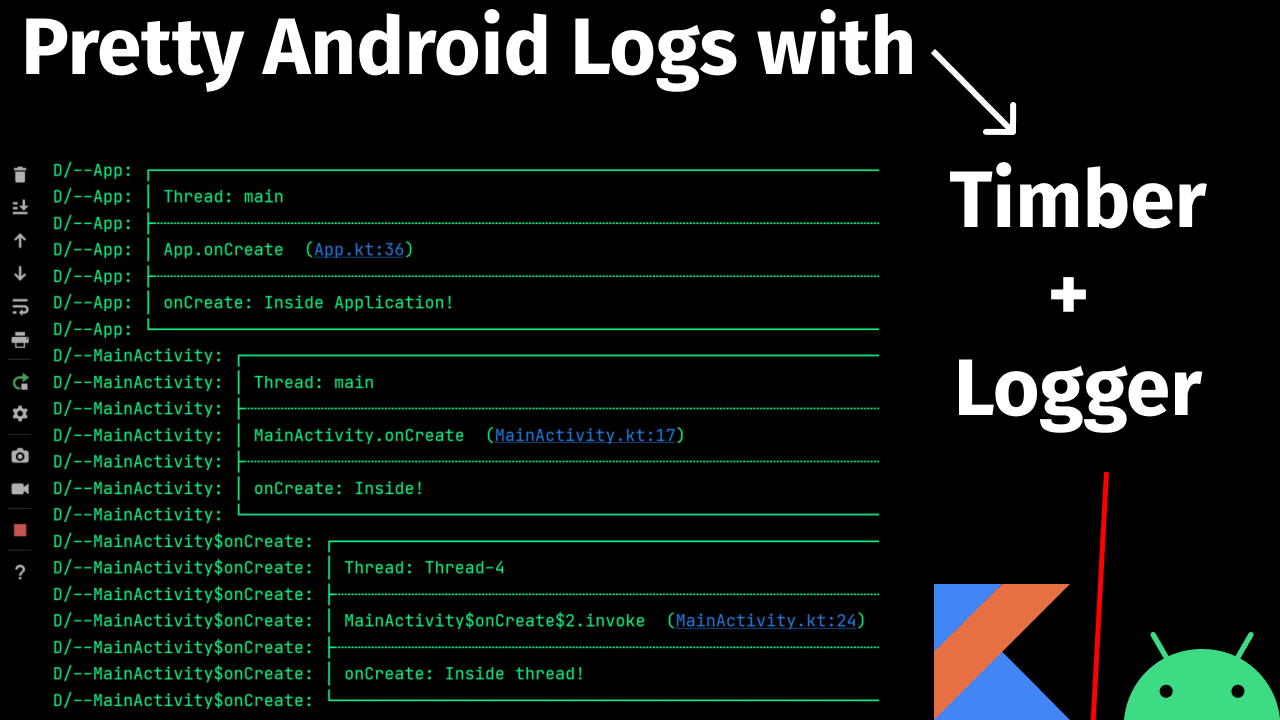 Pretty Android Logs with
Timber
+
Logger
D/--App:
D/--App: Thread: main
D/--App:
D/--App: App.onCreate (App.kt:36)
D/--App:
D/--App: onCreate: Inside Application!
D/--App:
D/--MainActivity:
D/--MainActivity: Thread: main
D/--MainActivity:
D/--MainActivity: MainActivity.onCreate (MainActivity.kt:17)
D/--MainActivity:
D/--MainActivity: onCreate: Inside!
D/--MainActivity:
D/--MainActivity$onCreate:
D/--MainActivity$onCreate: Thread: Thread-4
D/--MainActivity$onCreate:
D/--MainActivity$onCreate: MainActivity$onCreate$2.invoke (MainActivity.kt:24)
D/--MainActivity$onCreate:
D/--MainActivity$onCreate: onCreate: Inside thread!
D/--MainActivity$onCreate:
?